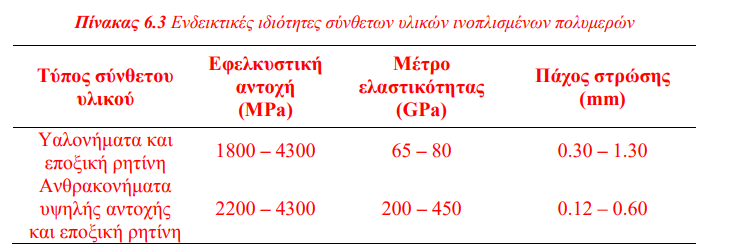 Πίνακας 6.3 Ενδεικτικές ιδιότητες σύνθετων υλικών ινοπλισμένων πολυμερών
Τύπος σύνθετου υλικού Εφελκυστική αντοχή (MPa) Μέτρο ελαστικότητας (GPa) Πάχος στρώσης (mm)
Υαλονήματα και εποξική ρητίνη 1800 – 4300 65 – 80 0.30 – 1.30
Ανθρακονήματα υψηλής αντοχής και εποξική ρητίνη 2200 – 4300 200 – 450 0.12 – 0.60